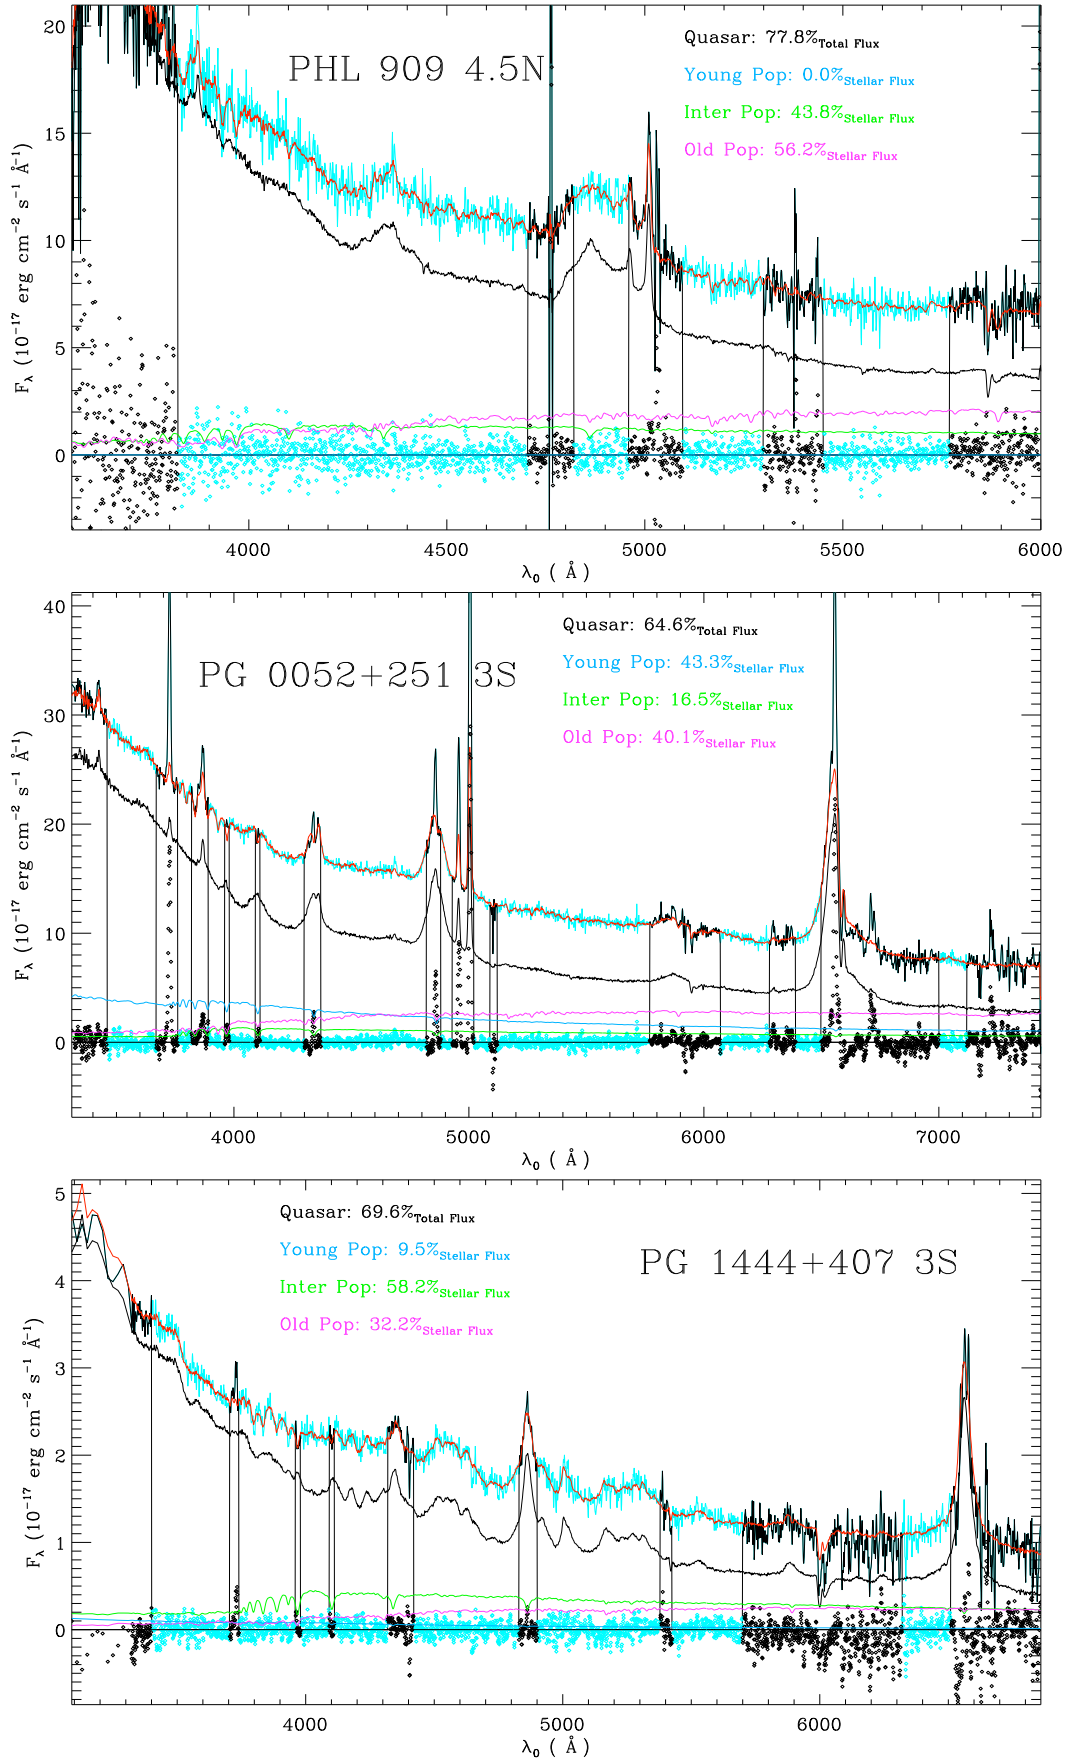 20
15
10
5
0
F_λ (10⁻¹⁷ erg cm⁻² s⁻¹ Å⁻¹)
PHL 909 4.5N
Quasar: 77.8%Total Flux
Young Pop: 0.0%Stellar Flux
Inter Pop: 43.8%Stellar Flux
Old Pop: 56.2%Stellar Flux
4000 4500 5000 5500 6000
λ₀ ( Å )
40
30
20
10
0
F_λ (10⁻¹⁷ erg cm⁻² s⁻¹ Å⁻¹)
PG 0052+251 3S
Quasar: 64.6%Total Flux
Young Pop: 43.3%Stellar Flux
Inter Pop: 16.5%Stellar Flux
Old Pop: 40.1%Stellar Flux
4000 5000 6000 7000
λ₀ ( Å )
5
4
3
2
1
0
F_λ (10⁻¹⁷ erg cm⁻² s⁻¹ Å⁻¹)
Quasar: 69.6%Total Flux
Young Pop: 9.5%Stellar Flux
Inter Pop: 58.2%Stellar Flux
Old Pop: 32.2%Stellar Flux
PG 1444+407 3S
4000 5000 6000
λ₀ ( Å )